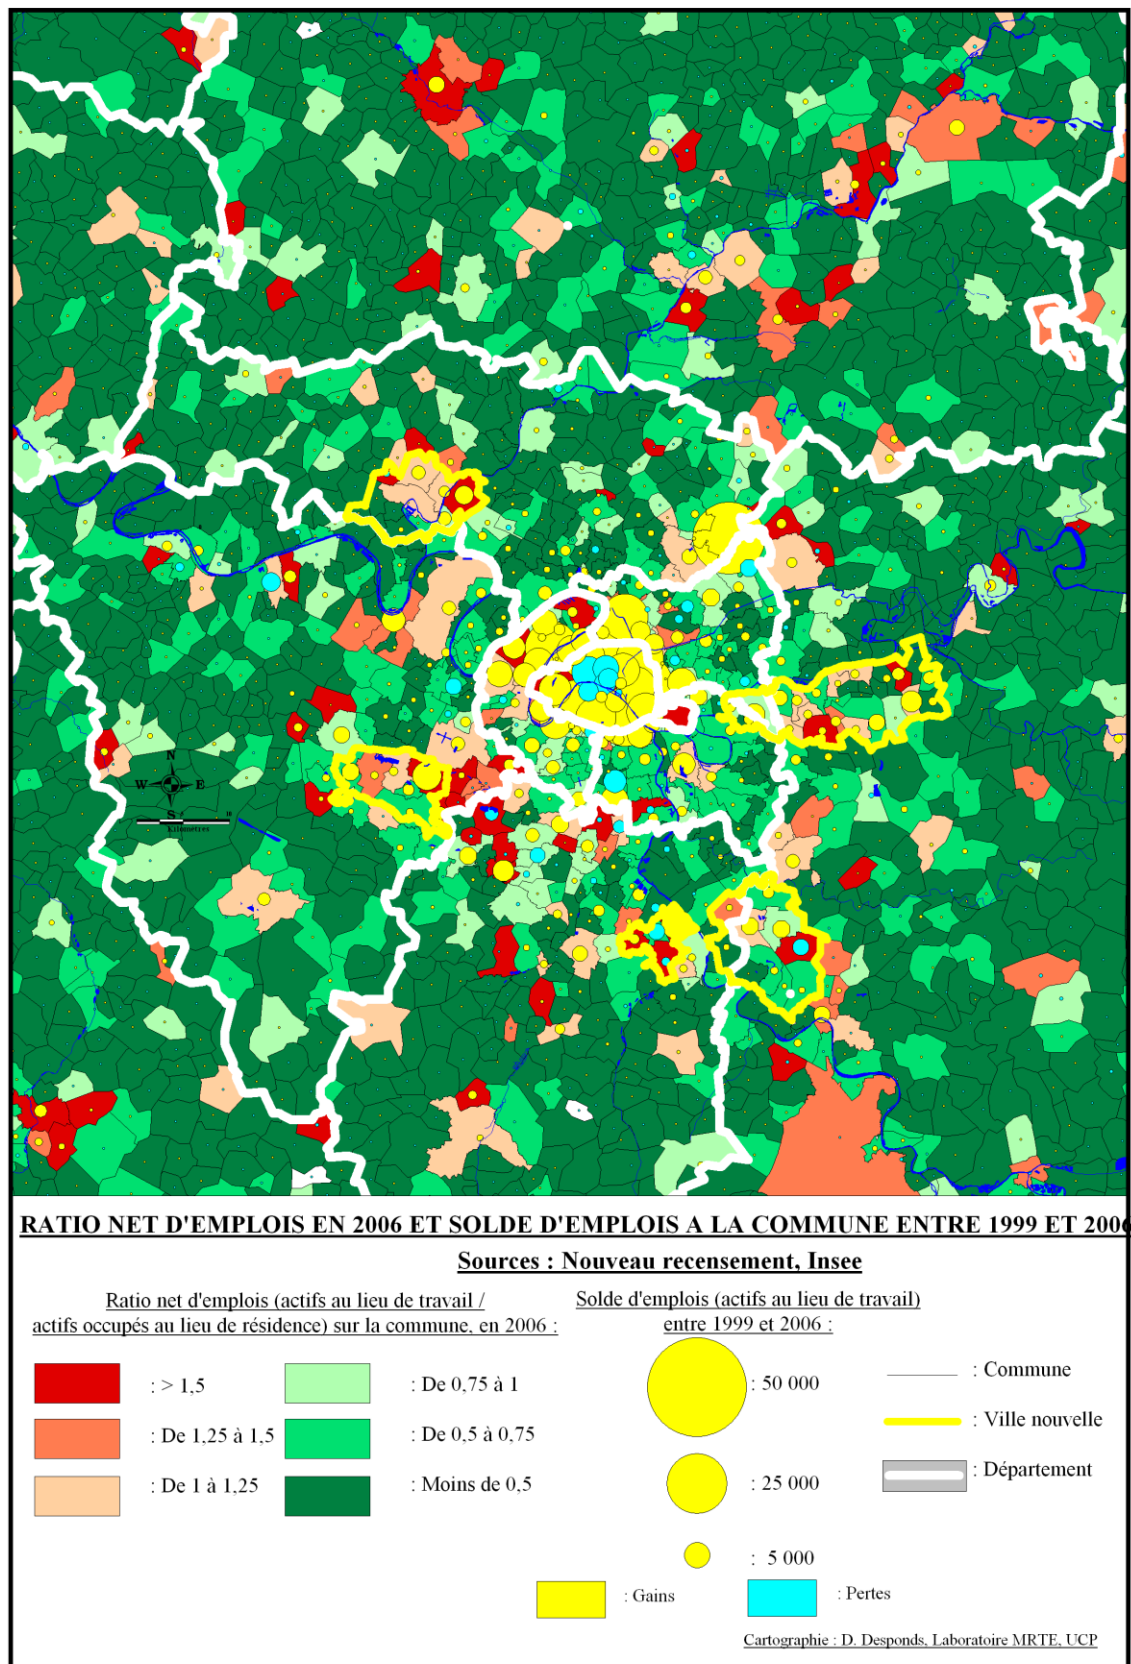 N
W E
S
10
Kilomètres
RATIO NET D'EMPLOIS EN 2006 ET SOLDE D'EMPLOIS A LA COMMUNE ENTRE 1999 ET 2006
Sources : Nouveau recensement, Insee
Ratio net d'emplois (actifs au lieu de travail /
actifs occupés au lieu de résidence) sur la commune, en 2006 :
: > 1,5
: De 1,25 à 1,5
: De 1 à 1,25
: De 0,75 à 1
: De 0,5 à 0,75
: Moins de 0,5
Solde d'emplois (actifs au lieu de travail)
entre 1999 et 2006 :
: 50 000
: 25 000
: 5 000
: Gains
: Pertes
: Commune
: Ville nouvelle
: Département
Cartographie : D. Desponds, Laboratoire MRTE, UCP